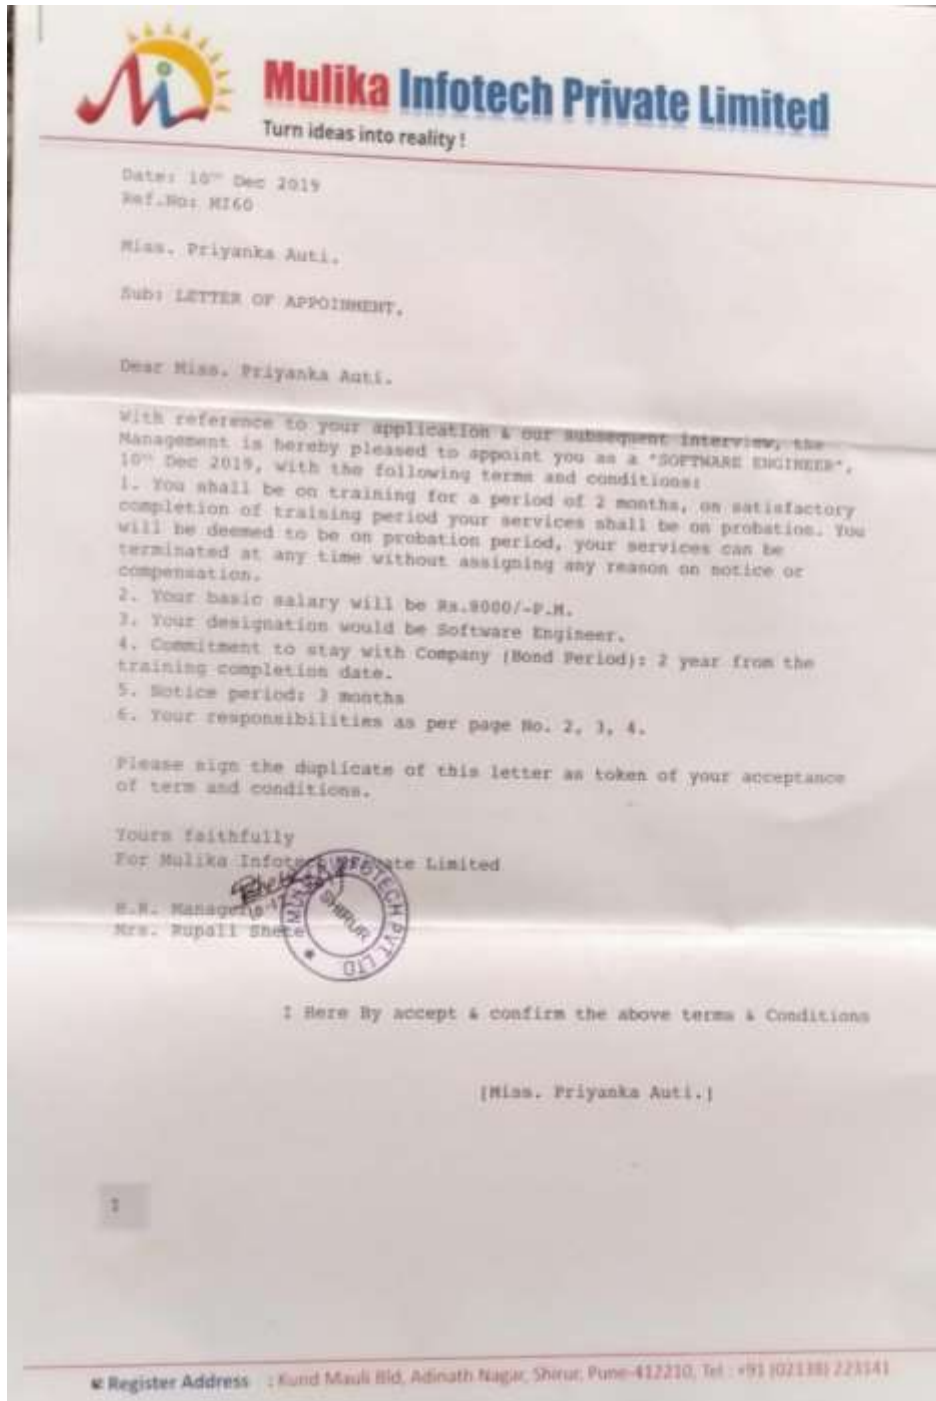 Mulika Infotech Private Limited
Turn ideas into reality !
Date: 10th Dec 2019
Ref.No: MI60
Miss. Priyanka Auti.
Sub: LETTER OF APPOINMENT.
Dear Miss. Priyanka Auti.
With reference to your application & our subsequent interview, the
Management is hereby pleased to appoint you as a "SOFTWARE ENGINEER",
10th Dec 2019, with the following terms and conditions:
1. You shall be on training for a period of 2 months, on satisfactory
completion of training period your services shall be on probation. You
will be deemed to be on probation period, your services can be
terminated at any time without assigning any reason on notice or
compensation.
2. Your basic salary will be Rs.8000/-P.M.
3. Your designation would be Software Engineer.
4. Commitment to stay with Company (Bond Period): 2 year from the
training completion date.
5. Notice period: 3 months
6. Your responsibilities as per page No. 2, 3, 4.
Please sign the duplicate of this letter as token of your acceptance
of term and conditions.
Yours faithfully
For Mulika Infotech Private Limited
H.R. Manager
Mrs. Rupali Shete
MULIKA INFOTECH PVT LTD
SHIRUR
I Here By accept & confirm the above terms & Conditions
[Miss. Priyanka Auti.]
Register Address : Kund Mauli Bld, Adinath Nagar, Shirur, Pune-412210, Tel : +91 (02138) 223141